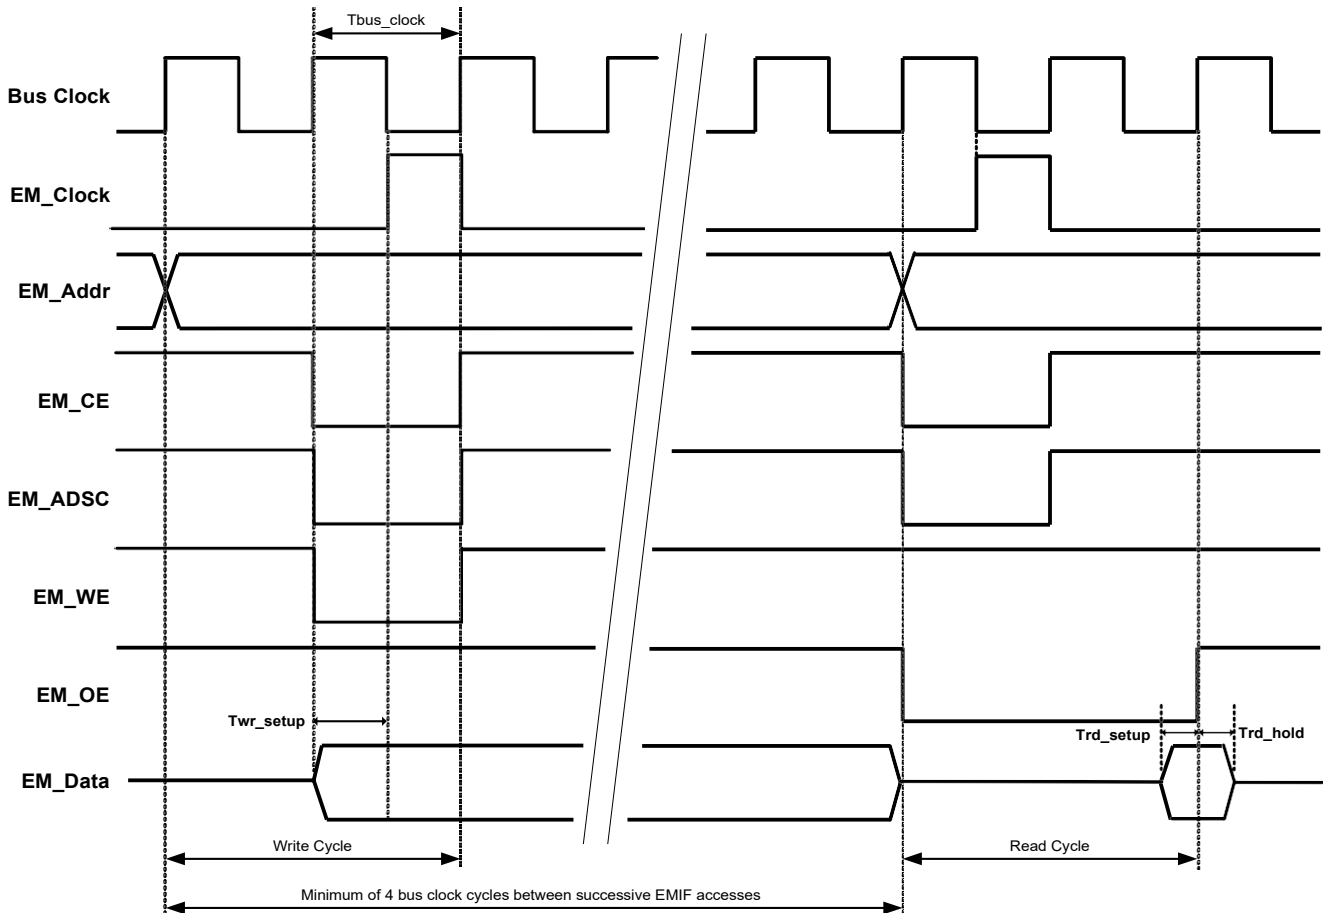 Tbus_clock
Bus Clock
EM_Clock
EM_Addr
EM_CE
EM_ADSC
EM_WE
EM_OE
Twr_setup
Trd_setup
Trd_hold
EM_Data
Write Cycle
Read Cycle
Minimum of 4 bus clock cycles between successive EMIF accesses